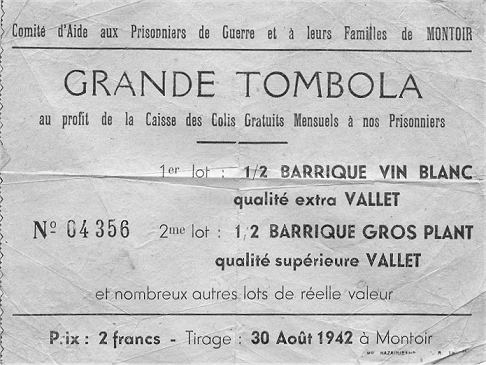 Comité d'Aide aux Prisonniers de Guerre et à leurs Familles de MONTOIR
GRANDE TOMBOLA
au profit de la Caisse des Colis Gratuits Mensuels à nos Prisonniers
1er lot : 1/2 BARRIQUE VIN BLANC
qualité extra VALLET
Nº 04356
2me lot : 1/2 BARRIQUE GROS PLANT
qualité supérieure VALLET
et nombreux autres lots de réelle valeur
Prix : 2 francs - Tirage : 30 Août 1942 à Montoir